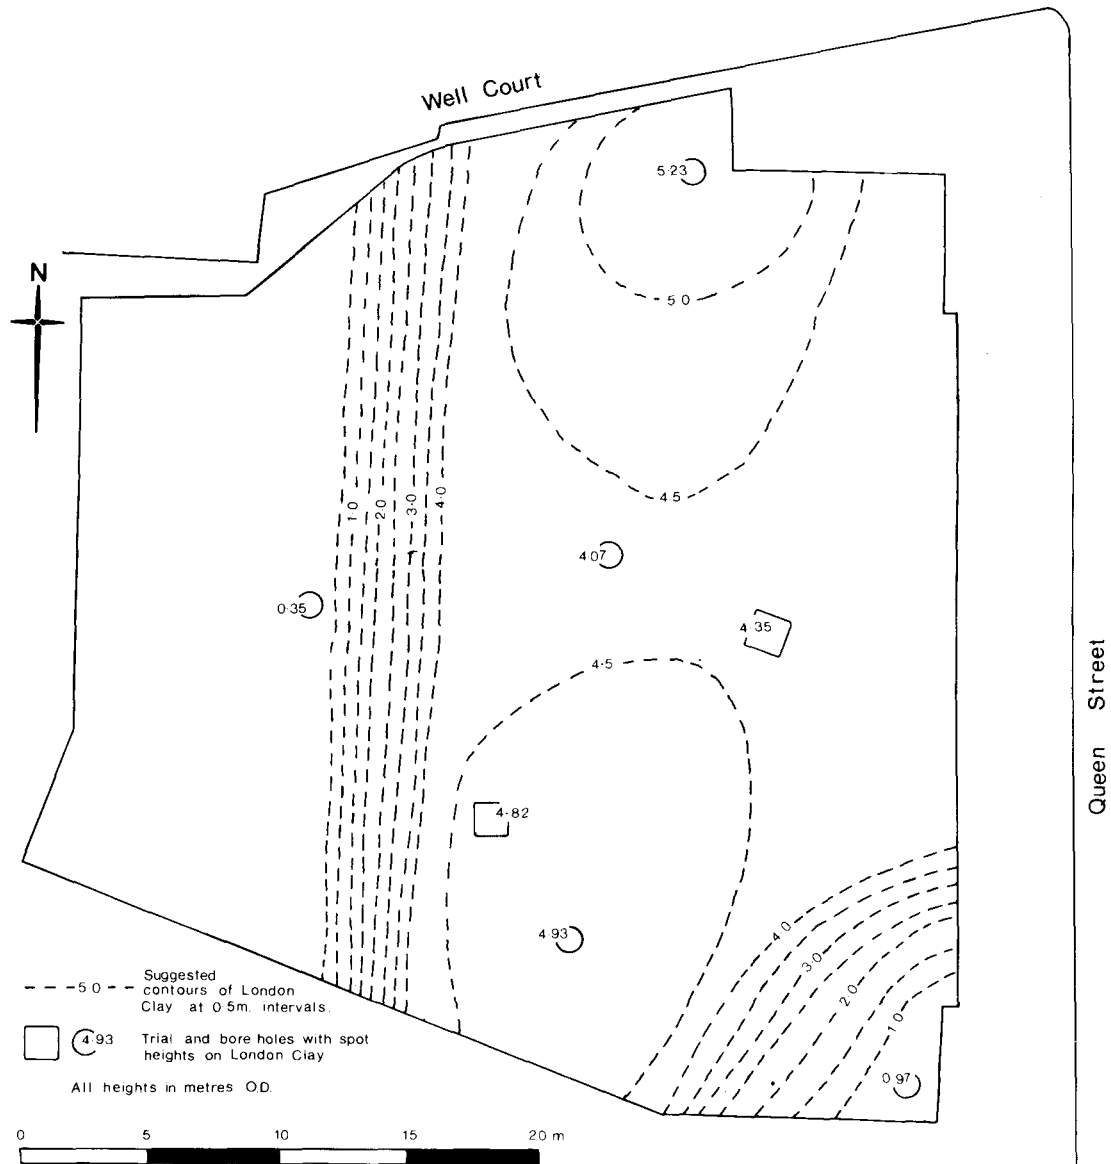 Well Court
5·23
N
5·0
4·5
1·0
2·0
3·0
4·0
4·07
0·35
4·35
Queen Street
4·5
4·82
4·93
4·0
3·0
2·0
1·0
0·97
5·0 Suggested
contours of London
Clay at 0·5m. intervals.
4·93 Trial and bore holes with spot
heights on London Clay
All heights in metres O.D.
0 5 10 15 20 m